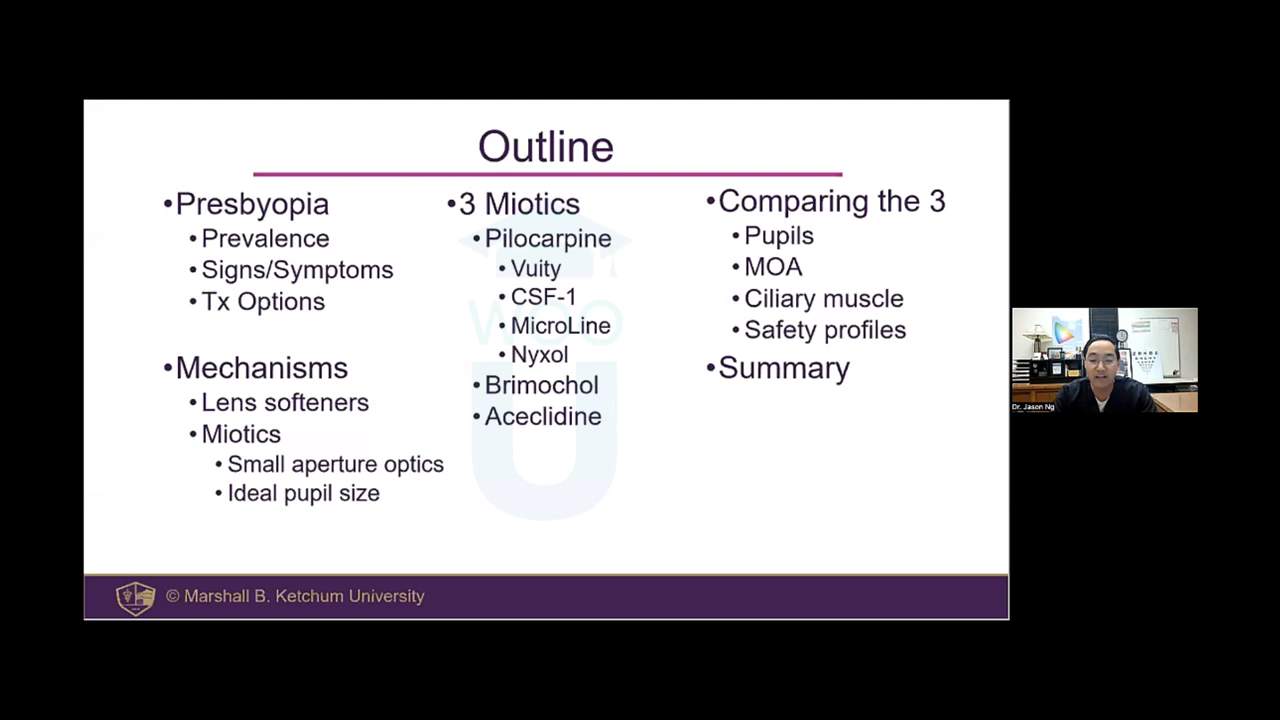 Outline
•Presbyopia
•Prevalence
•Signs/Symptoms
•Tx Options
•Mechanisms
•Lens softeners
•Miotics
•Small aperture optics
•Ideal pupil size
•3 Miotics
•Pilocarpine
•Vuity
•CSF-1
•MicroLine
•Nyxol
•Brimochol
•Aceclidine
•Comparing the 3
•Pupils
•MOA
•Ciliary muscle
•Safety profiles
•Summary
WOO
U
© Marshall B. Ketchum University
Dr. Jason Ng